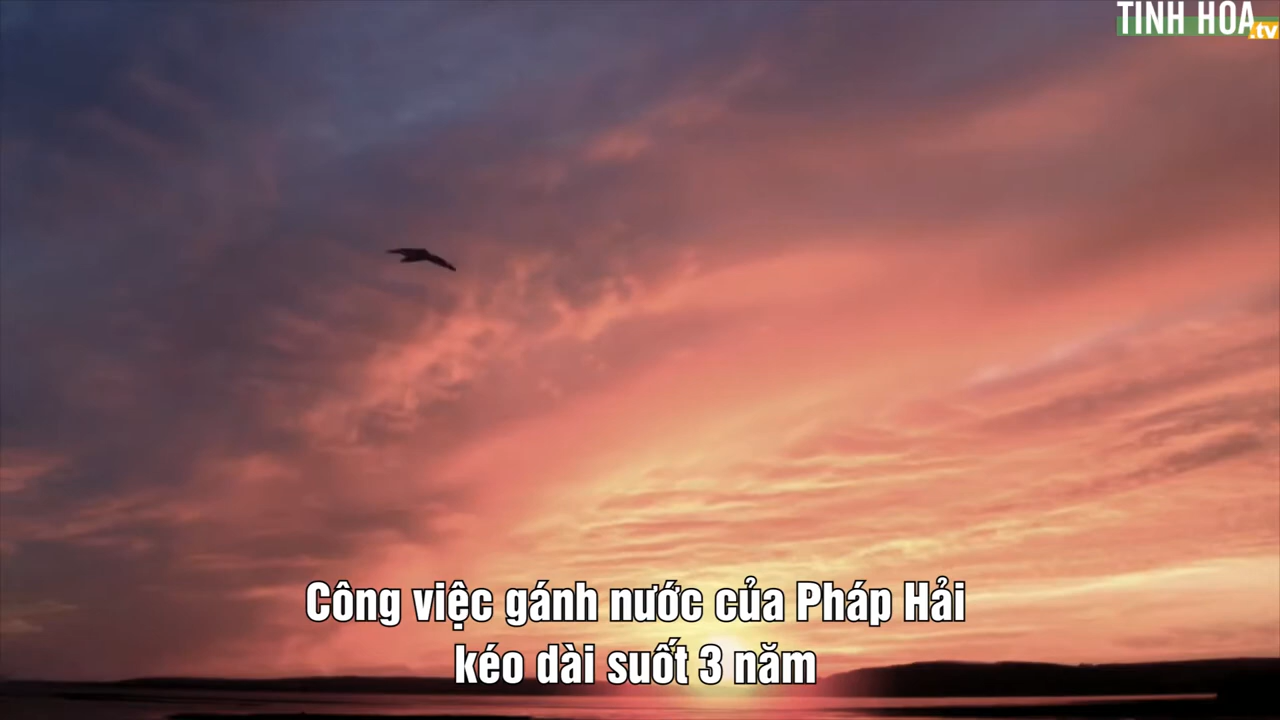 TINH HOA
.tv
Công việc gánh nước của Pháp Hải
kéo dài suốt 3 năm